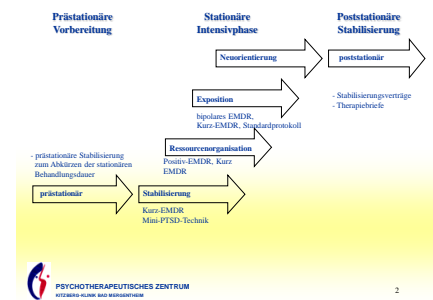 Prästationäre
Vorbereitung
Stationäre
Intensivphase
Poststationäre
Stabilisierung
Neuorientierung
poststationär
Exposition
- Stabilisierungsverträge
- Therapiebriefe
bipolares EMDR,
Kurz-EMDR, Standardprotokoll
Ressourcenorganisation
Positiv-EMDR, Kurz
EMDR
- prästationäre Stabilisierung
zum Abkürzen der stationären
Behandlungsdauer
prästationär
Stabilisierung
Kurz-EMDR
Mini-PTSD-Technik
PSYCHOTHERAPEUTISCHES ZENTRUM
KITZBERG-KLINIK BAD MERGENTHEIM
2